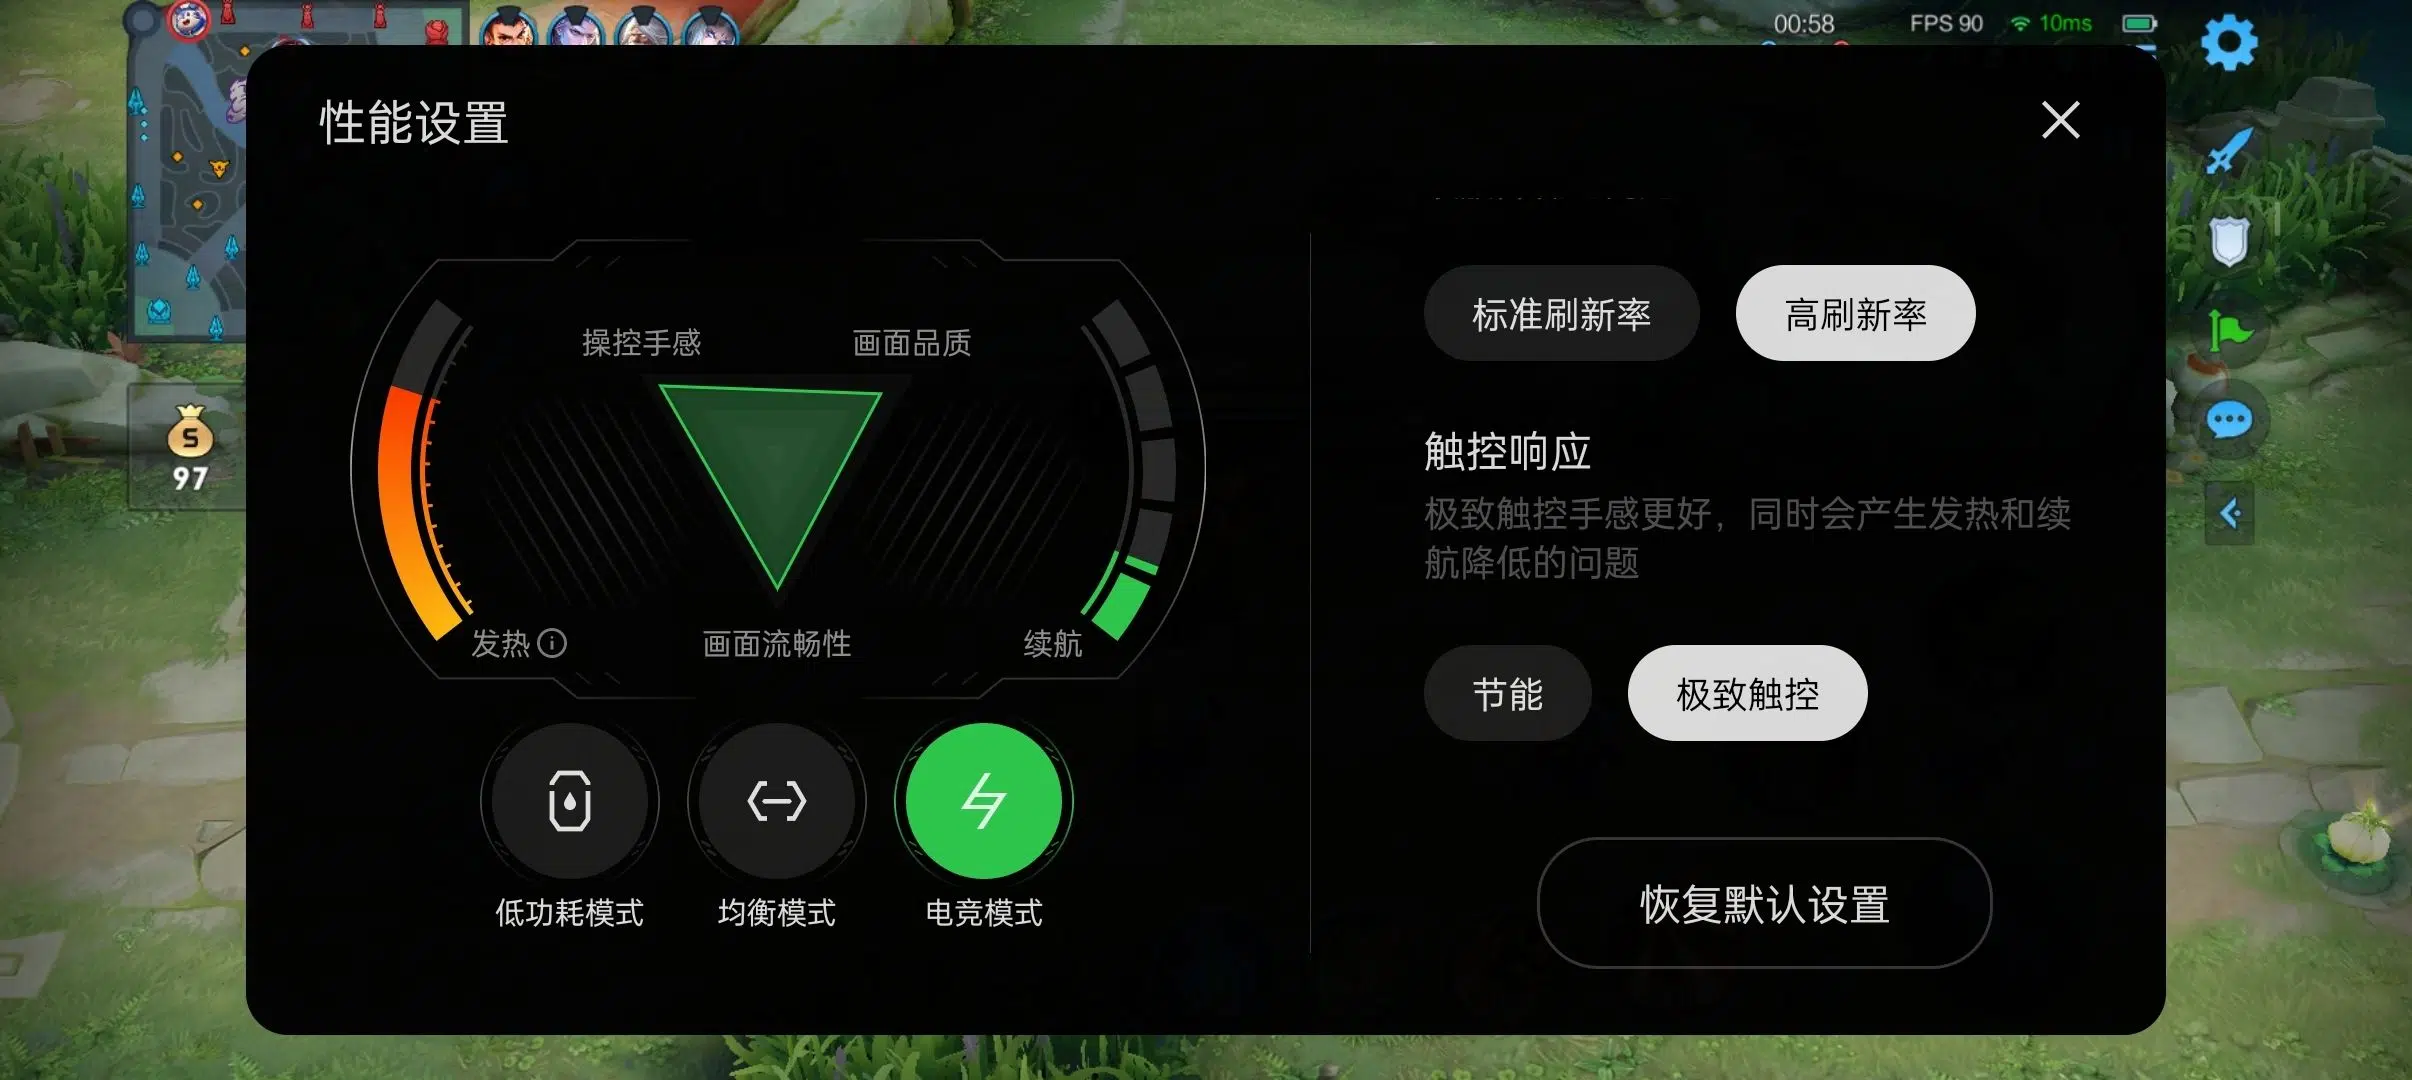 00:58 FPS 90 10ms
性能设置
操控手感 画面品质
标准刷新率 高刷新率
触控响应
极致触控手感更好，同时会产生发热和续
航降低的问题
S
97
发热 画面流畅性 续航
节能 极致触控
低功耗模式 均衡模式 电竞模式
恢复默认设置